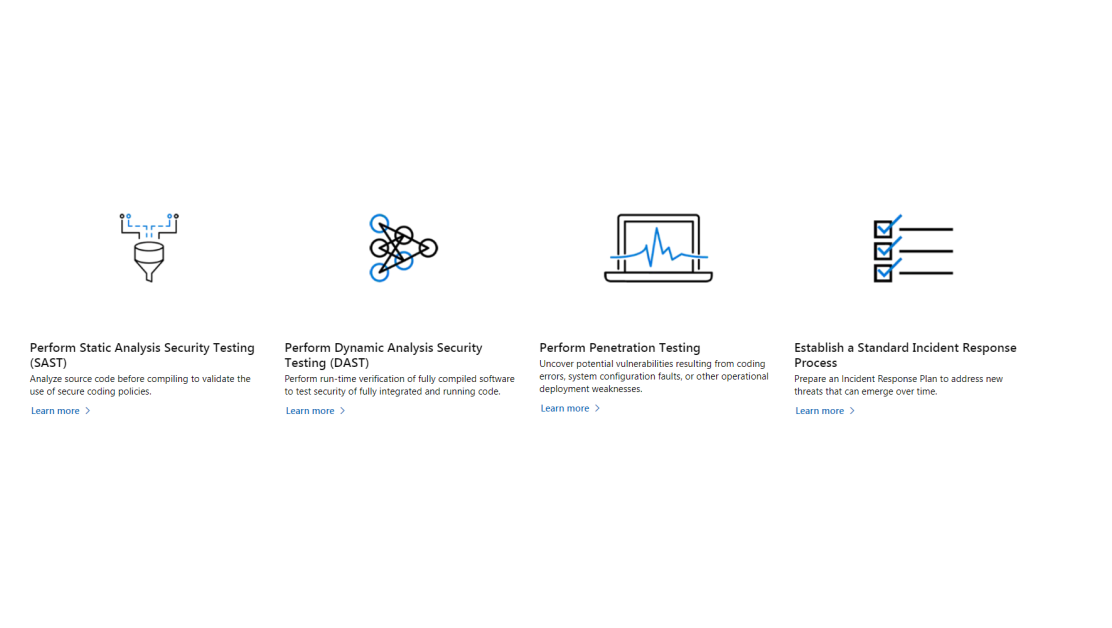 Perform Static Analysis Security Testing
(SAST)
Analyze source code before compiling to validate the
use of secure coding policies.
Learn more
Perform Dynamic Analysis Security
Testing (DAST)
Perform run-time verification of fully compiled software
to test security of fully integrated and running code.
Learn more
Perform Penetration Testing
Uncover potential vulnerabilities resulting from coding
errors, system configuration faults, or other operational
deployment weaknesses.
Learn more
Establish a Standard Incident Response
Process
Prepare an Incident Response Plan to address new
threats that can emerge over time.
Learn more